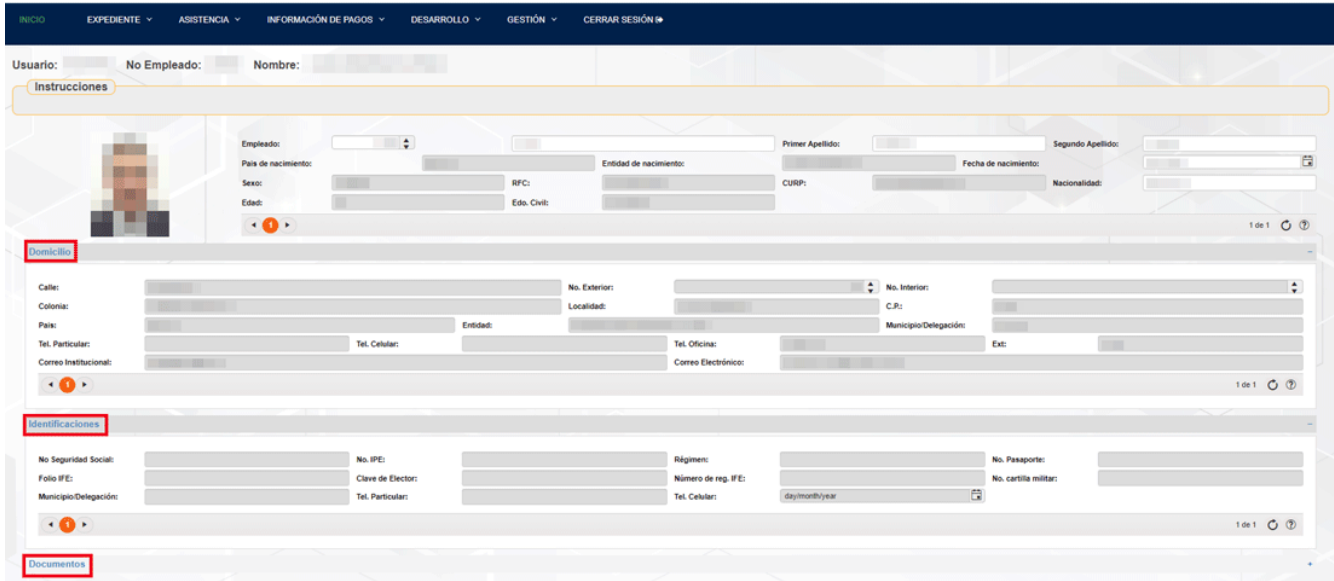 INICIO EXPEDIENTE ASISTENCIA INFORMACIÓN DE PAGOS DESARROLLO GESTIÓN CERRAR SESIÓN
Usuario: No Empleado: Nombre:
Instrucciones
Empleado: Primer Apellido: Segundo Apellido:
Pais de nacimiento: Entidad de nacimiento: Fecha de nacimiento:
Sexo: RFC: CURP: Nacionalidad:
Edad: Edo. Civil:
1 1 de 1
Domicilio
Calle: No. Exterior: No. Interior:
Colonia: Localidad: C.P.:
Pais: Entidad: Municipio/Delegación:
Tel. Particular: Tel. Celular: Tel. Oficina: Ext:
Correo Institucional: Correo Electrónico:
1 1 de 1
Identificaciones
No Seguridad Social: No. IPE: Régimen: No. Pasaporte:
Folio IFE: Clave de Elector: Número de reg. IFE: No. cartilla militar:
Municipio/Delegación: Tel. Particular: Tel. Celular: day/month/year
1 1 de 1
Documentos